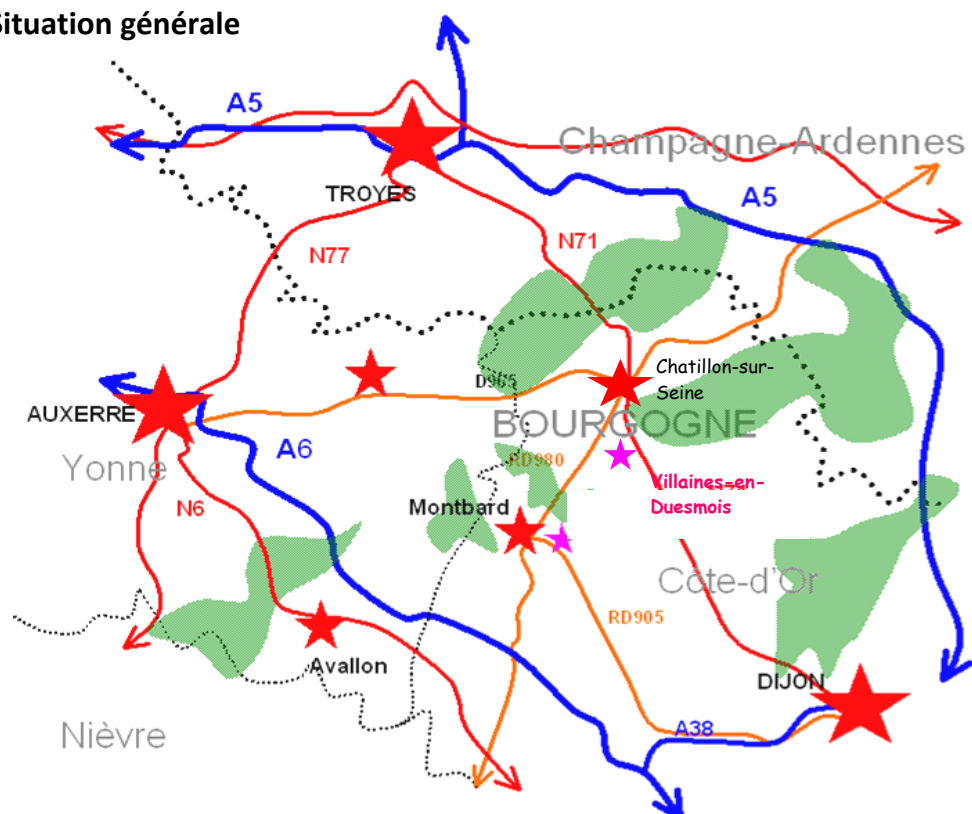 Situation générale
A5
Champagne-Ardennes
TROYES
A5
N77
N71
D965
Chatillon-sur-
Seine
AUXERRE
BOURGOGNE
A6
Yonne
RD980
Villaines-en-
Duesmois
N6
Montbard
Côte-d'Or
RD905
Avallon
DIJON
Nièvre
A38